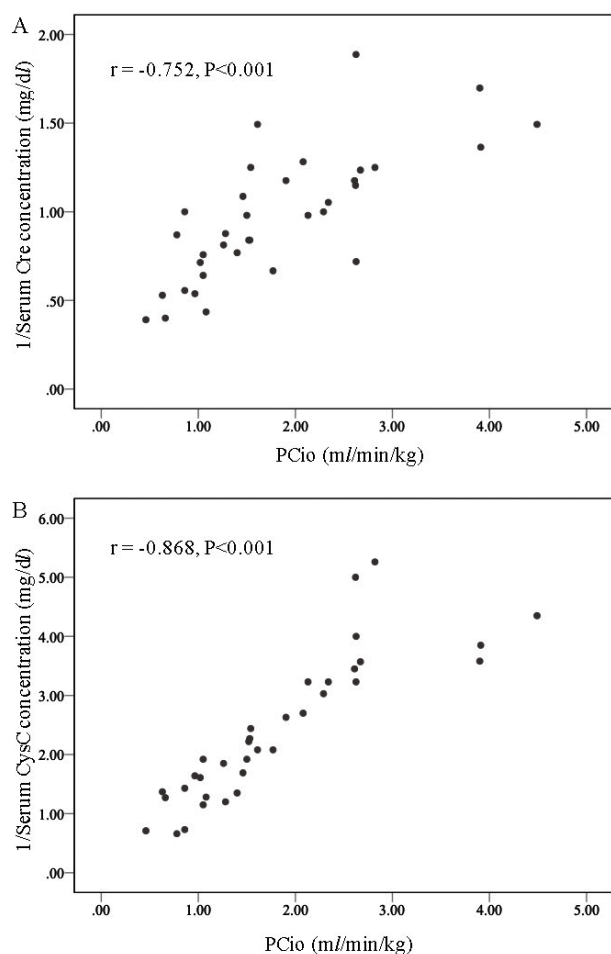 A
r = -0.752, P<0.001
1/Serum Cre concentration (mg/dl)
2.00
1.50
1.00
.50
.00
.00 1.00 2.00 3.00 4.00 5.00
PCio (ml/min/kg)
B
r = -0.868, P<0.001
1/Serum CysC concentration (mg/dl)
6.00
5.00
4.00
3.00
2.00
1.00
.00
.00 1.00 2.00 3.00 4.00 5.00
PCio (ml/min/kg)